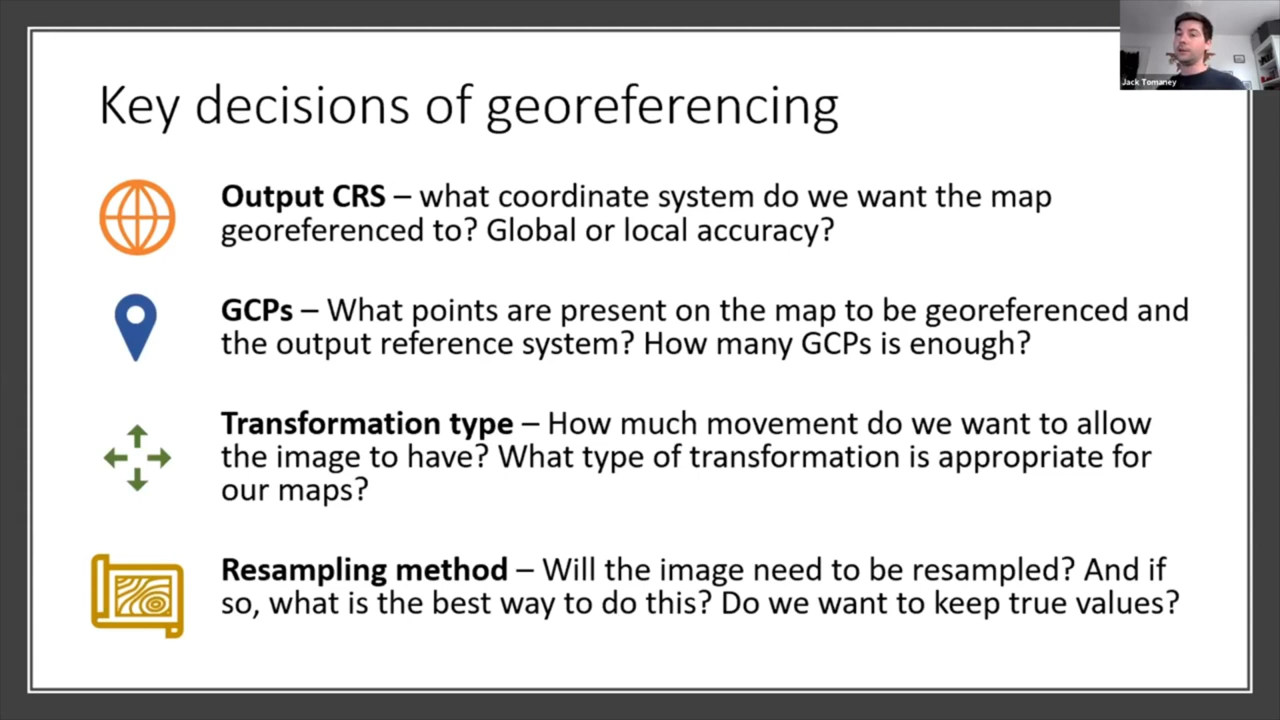 Jack Tomaney
Key decisions of georeferencing
Output CRS – what coordinate system do we want the map
georeferenced to? Global or local accuracy?
GCPs – What points are present on the map to be georeferenced and
the output reference system? How many GCPs is enough?
Transformation type – How much movement do we want to allow
the image to have? What type of transformation is appropriate for
our maps?
Resampling method – Will the image need to be resampled? And if
so, what is the best way to do this? Do we want to keep true values?